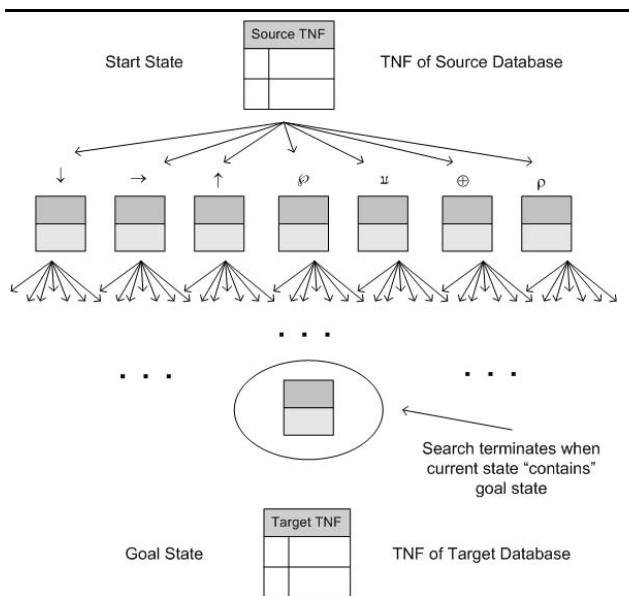 Source TNF
Start State
TNF of Source Database
↓ → ↑ ℘ แ ⊕ ρ
. . .
. . . . . .
Search terminates when
current state “contains”
goal state
Target TNF
Goal State
TNF of Target Database